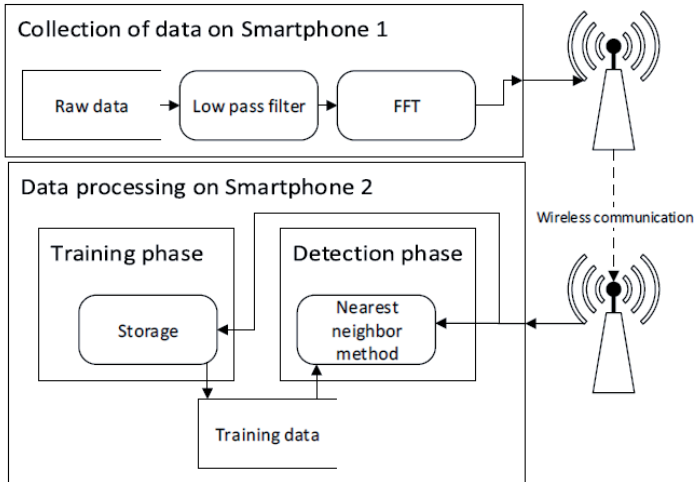 Collection of data on Smartphone 1
Raw data
Low pass filter
FFT
Wireless communication
Data processing on Smartphone 2
Training phase
Detection phase
Storage
Nearest
neighbor
method
Training data